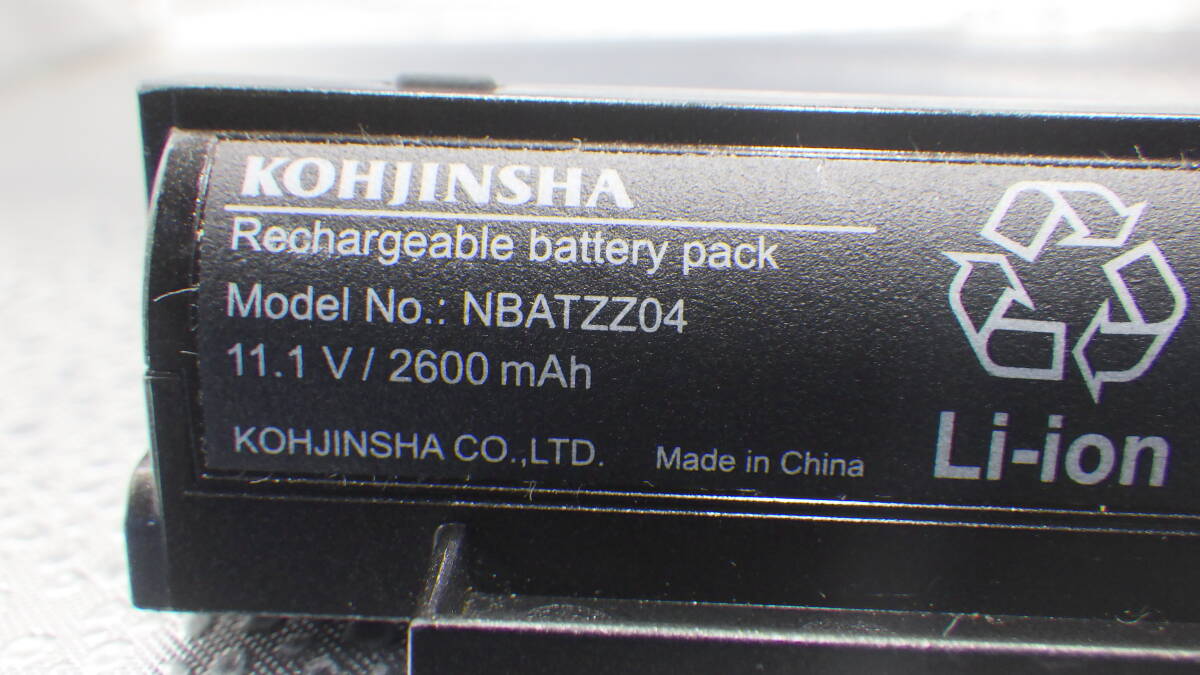 KOHJINSHA
Rechargeable battery pack
Model No.: NBATZZ04
11.1 V / 2600 mAh
KOHJINSHA CO.,LTD. Made in China
Li-ion